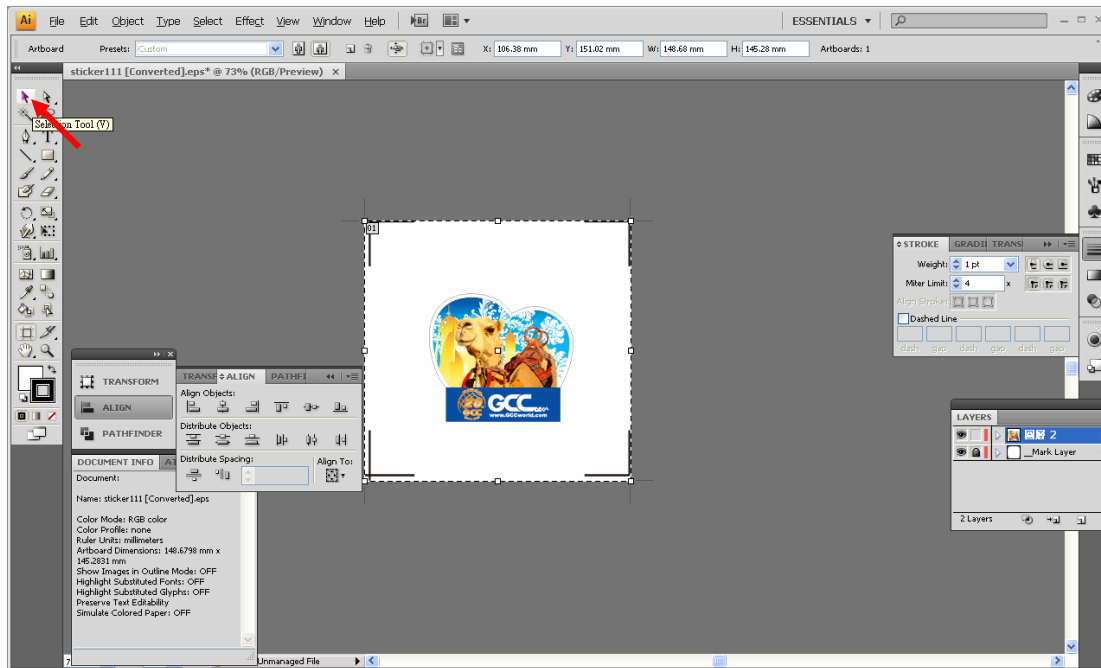 Ai File Edit Object Type Select Effect View Window Help Br ESSENTIALS
Artboard Presets: Custom X: 106.38 mm Y: 151.02 mm W: 148.68 mm H: 145.28 mm Artboards: 1
sticker111 [Converted].eps* @ 73% (RGB/Preview) x
Selection Tool (V)
01
GCC
www.GCCworld.com
STROKE GRADI TRANS
Weight: 1 pt
Miter Limit: 4 x
Align Stroke:
Dashed Line
dash gap dash gap dash gap
TRANSFORM
ALIGN
PATHFINDER
TRANSF ALIGN PATHFI
Align Objects:
Distribute Objects:
Distribute Spacing: Align To:
LAYERS
圖層 2
__Mark Layer
2 Layers
DOCUMENT INFO AT
Document:
Name: sticker111 [Converted].eps
Color Mode: RGB color
Color Profile: none
Ruler Units: millimeters
Artboard Dimensions: 148.6798 mm x
145.2831 mm
Show Images in Outline Mode: OFF
Highlight Substituted Fonts: OFF
Highlight Substituted Glyphs: OFF
Preserve Text Editability
Simulate Colored Paper: OFF
7 Unmanaged File